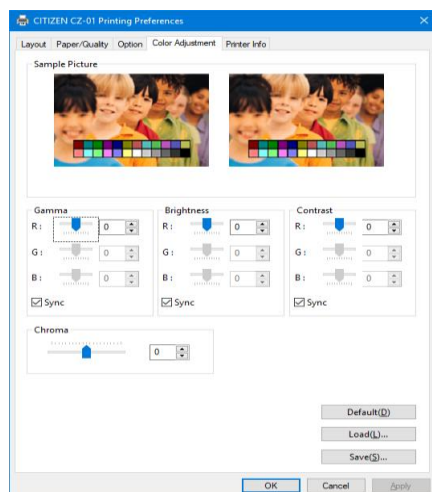 CITIZEN CZ-01 Printing Preferences
Layout Paper/Quality Option Color Adjustment Printer Info
Sample Picture
Gamma Brightness Contrast
R: 0 R: 0 R: 0
G: 0 G: 0 G: 0
B: 0 B: 0 B: 0
Sync Sync Sync
Chroma
0
Default(D)
Load(L)...
Save(S)...
OK Cancel Apply